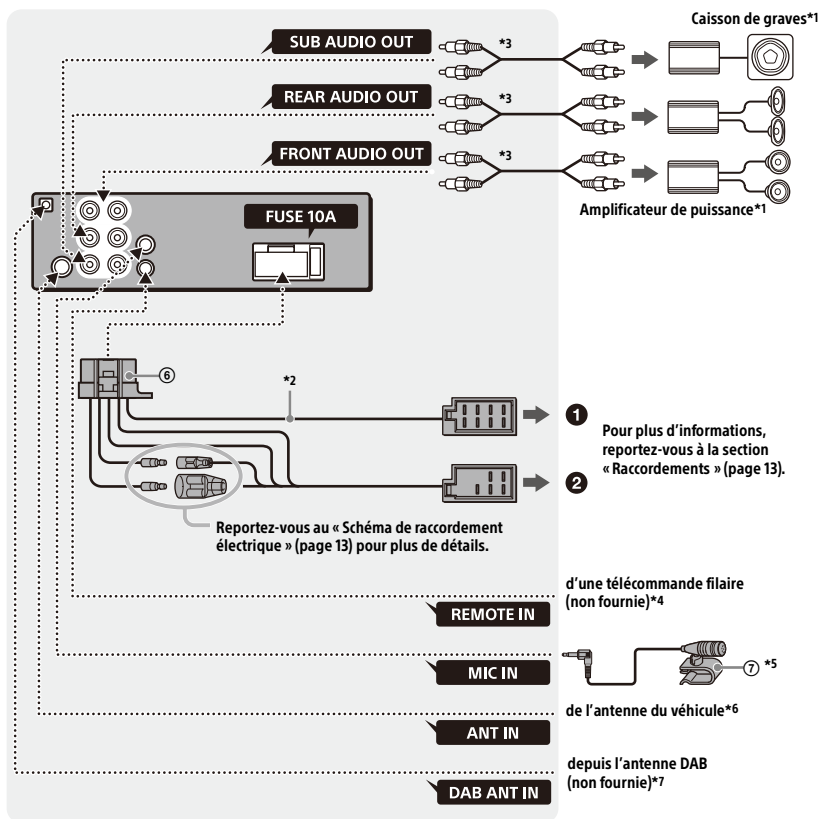 Caisson de graves*1
SUB AUDIO OUT
*3
REAR AUDIO OUT
*3
FRONT AUDIO OUT
*3
Amplificateur de puissance*1
FUSE 10A
⑥
*2
❶
Pour plus d'informations,
reportez-vous à la section
« Raccordements » (page 13).
❷
Reportez-vous au « Schéma de raccordement
électrique » (page 13) pour plus de détails.
d'une télécommande filaire
(non fournie)*4
REMOTE IN
⑦ *5
MIC IN
de l'antenne du véhicule*6
ANT IN
depuis l'antenne DAB
(non fournie)*7
DAB ANT IN